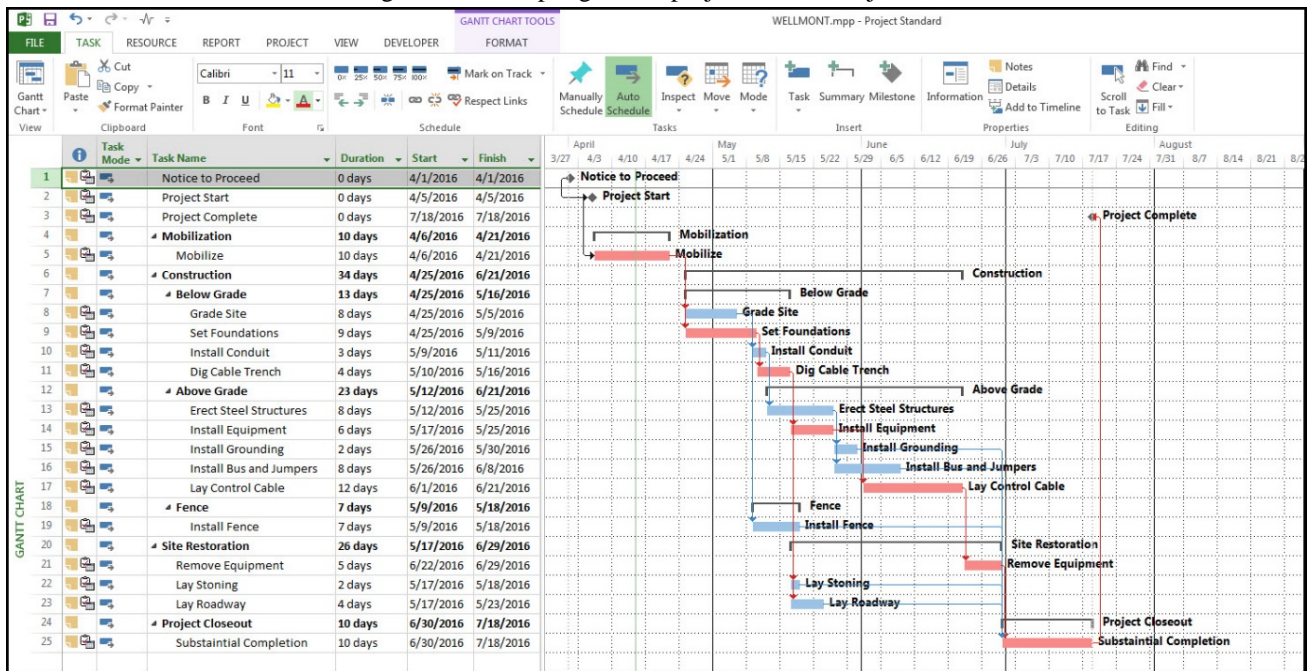 GANTT CHART TOOLS
WELLMONT.mpp - Project Standard
FILE TASK RESOURCE REPORT PROJECT VIEW DEVELOPER FORMAT
Gantt Chart
View
Paste
Cut
Copy
Format Painter
Clipboard
Calibri 11
B I U A
Font
0× 25× 50× 75× 100×
Mark on Track
Respect Links
Schedule
Manually Schedule
Auto Schedule
Inspect Move Mode
Tasks
Task Summary Milestone
Insert
Information
Notes
Details
Add to Timeline
Properties
Scroll to Task
Find
Clear
Fill
Editing
Task Mode Task Name Duration Start Finish
April May June July August
3/27 4/3 4/10 4/17 4/24 5/1 5/8 5/15 5/22 5/29 6/5 6/12 6/19 6/26 7/3 7/10 7/17 7/24 7/31 8/7 8/14 8/21
1 Notice to Proceed 0 days 4/1/2016 4/1/2016 Notice to Proceed
2 Project Start 0 days 4/5/2016 4/5/2016 Project Start
3 Project Complete 0 days 7/18/2016 7/18/2016 Project Complete
4 Mobilization 10 days 4/6/2016 4/21/2016 Mobilization
5 Mobilize 10 days 4/6/2016 4/21/2016 Mobilize
6 Construction 34 days 4/25/2016 6/21/2016 Construction
7 Below Grade 13 days 4/25/2016 5/16/2016 Below Grade
8 Grade Site 8 days 4/25/2016 5/5/2016 Grade Site
9 Set Foundations 9 days 4/25/2016 5/9/2016 Set Foundations
10 Install Conduit 3 days 5/9/2016 5/11/2016 Install Conduit
11 Dig Cable Trench 4 days 5/10/2016 5/16/2016 Dig Cable Trench
12 Above Grade 23 days 5/12/2016 6/21/2016 Above Grade
13 Erect Steel Structures 8 days 5/12/2016 5/25/2016 Erect Steel Structures
14 Install Equipment 6 days 5/17/2016 5/25/2016 Install Equipment
15 Install Grounding 2 days 5/26/2016 5/30/2016 Install Grounding
16 Install Bus and Jumpers 8 days 5/26/2016 6/8/2016 Install Bus and Jumpers
17 Lay Control Cable 12 days 6/1/2016 6/21/2016 Lay Control Cable
18 Fence 7 days 5/9/2016 5/18/2016 Fence
19 Install Fence 7 days 5/9/2016 5/18/2016 Install Fence
20 Site Restoration 26 days 5/17/2016 6/29/2016 Site Restoration
21 Remove Equipment 5 days 6/22/2016 6/29/2016 Remove Equipment
22 Lay Stoning 2 days 5/17/2016 5/18/2016 Lay Stoning
23 Lay Roadway 4 days 5/17/2016 5/23/2016 Lay Roadway
24 Project Closeout 10 days 6/30/2016 7/18/2016 Project Closeout
25 Substaintial Completion 10 days 6/30/2016 7/18/2016 Substaintial Completion
GANTT CHART